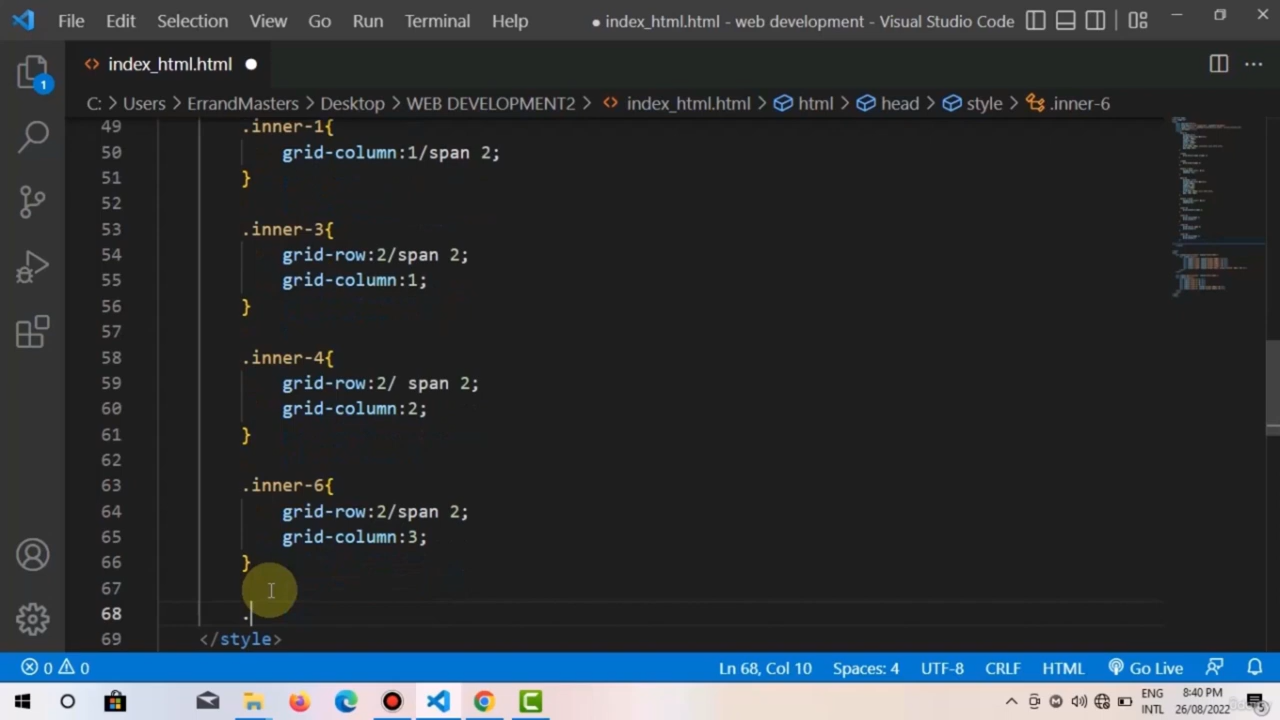 File Edit Selection View Go Run Terminal Help ● index_html.html - web development - Visual Studio Code
<> index_html.html ●
C: > Users > ErrandMasters > Desktop > WEB DEVELOPMENT2 > <> index_html.html > html > head > style > .inner-6
1
49 .inner-1{
50 grid-column:1/span 2;
51 }
52
53 .inner-3{
54 grid-row:2/span 2;
55 grid-column:1;
56 }
57
58 .inner-4{
59 grid-row:2/ span 2;
60 grid-column:2;
61 }
62
63 .inner-6{
64 grid-row:2/span 2;
65 grid-column:3;
66 }
67
68 .
69 </style>
0 0 Ln 68, Col 10 Spaces: 4 UTF-8 CRLF HTML Go Live
ENG 8:40 PM
INTL 26/08/2022 5